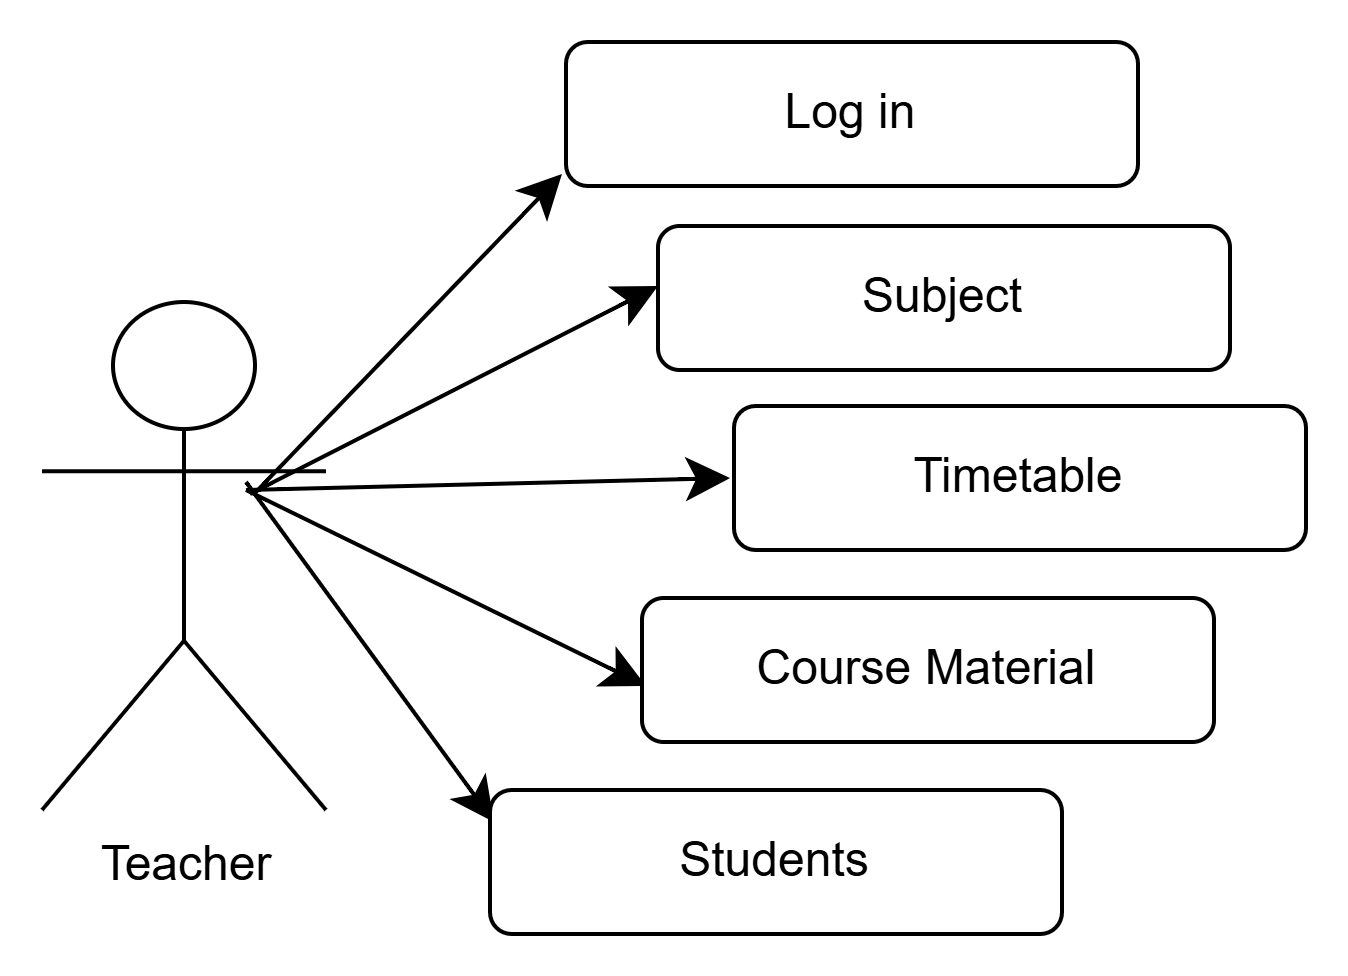 Log in
Subject
Timetable
Course Material
Students
Teacher